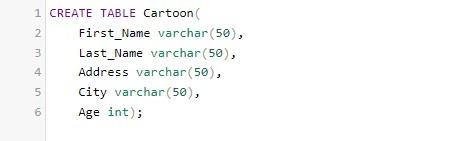 1 CREATE TABLE Cartoon(
2 First_Name varchar(50),
3 Last_Name varchar(50),
4 Address varchar(50),
5 City varchar(50),
6 Age int);